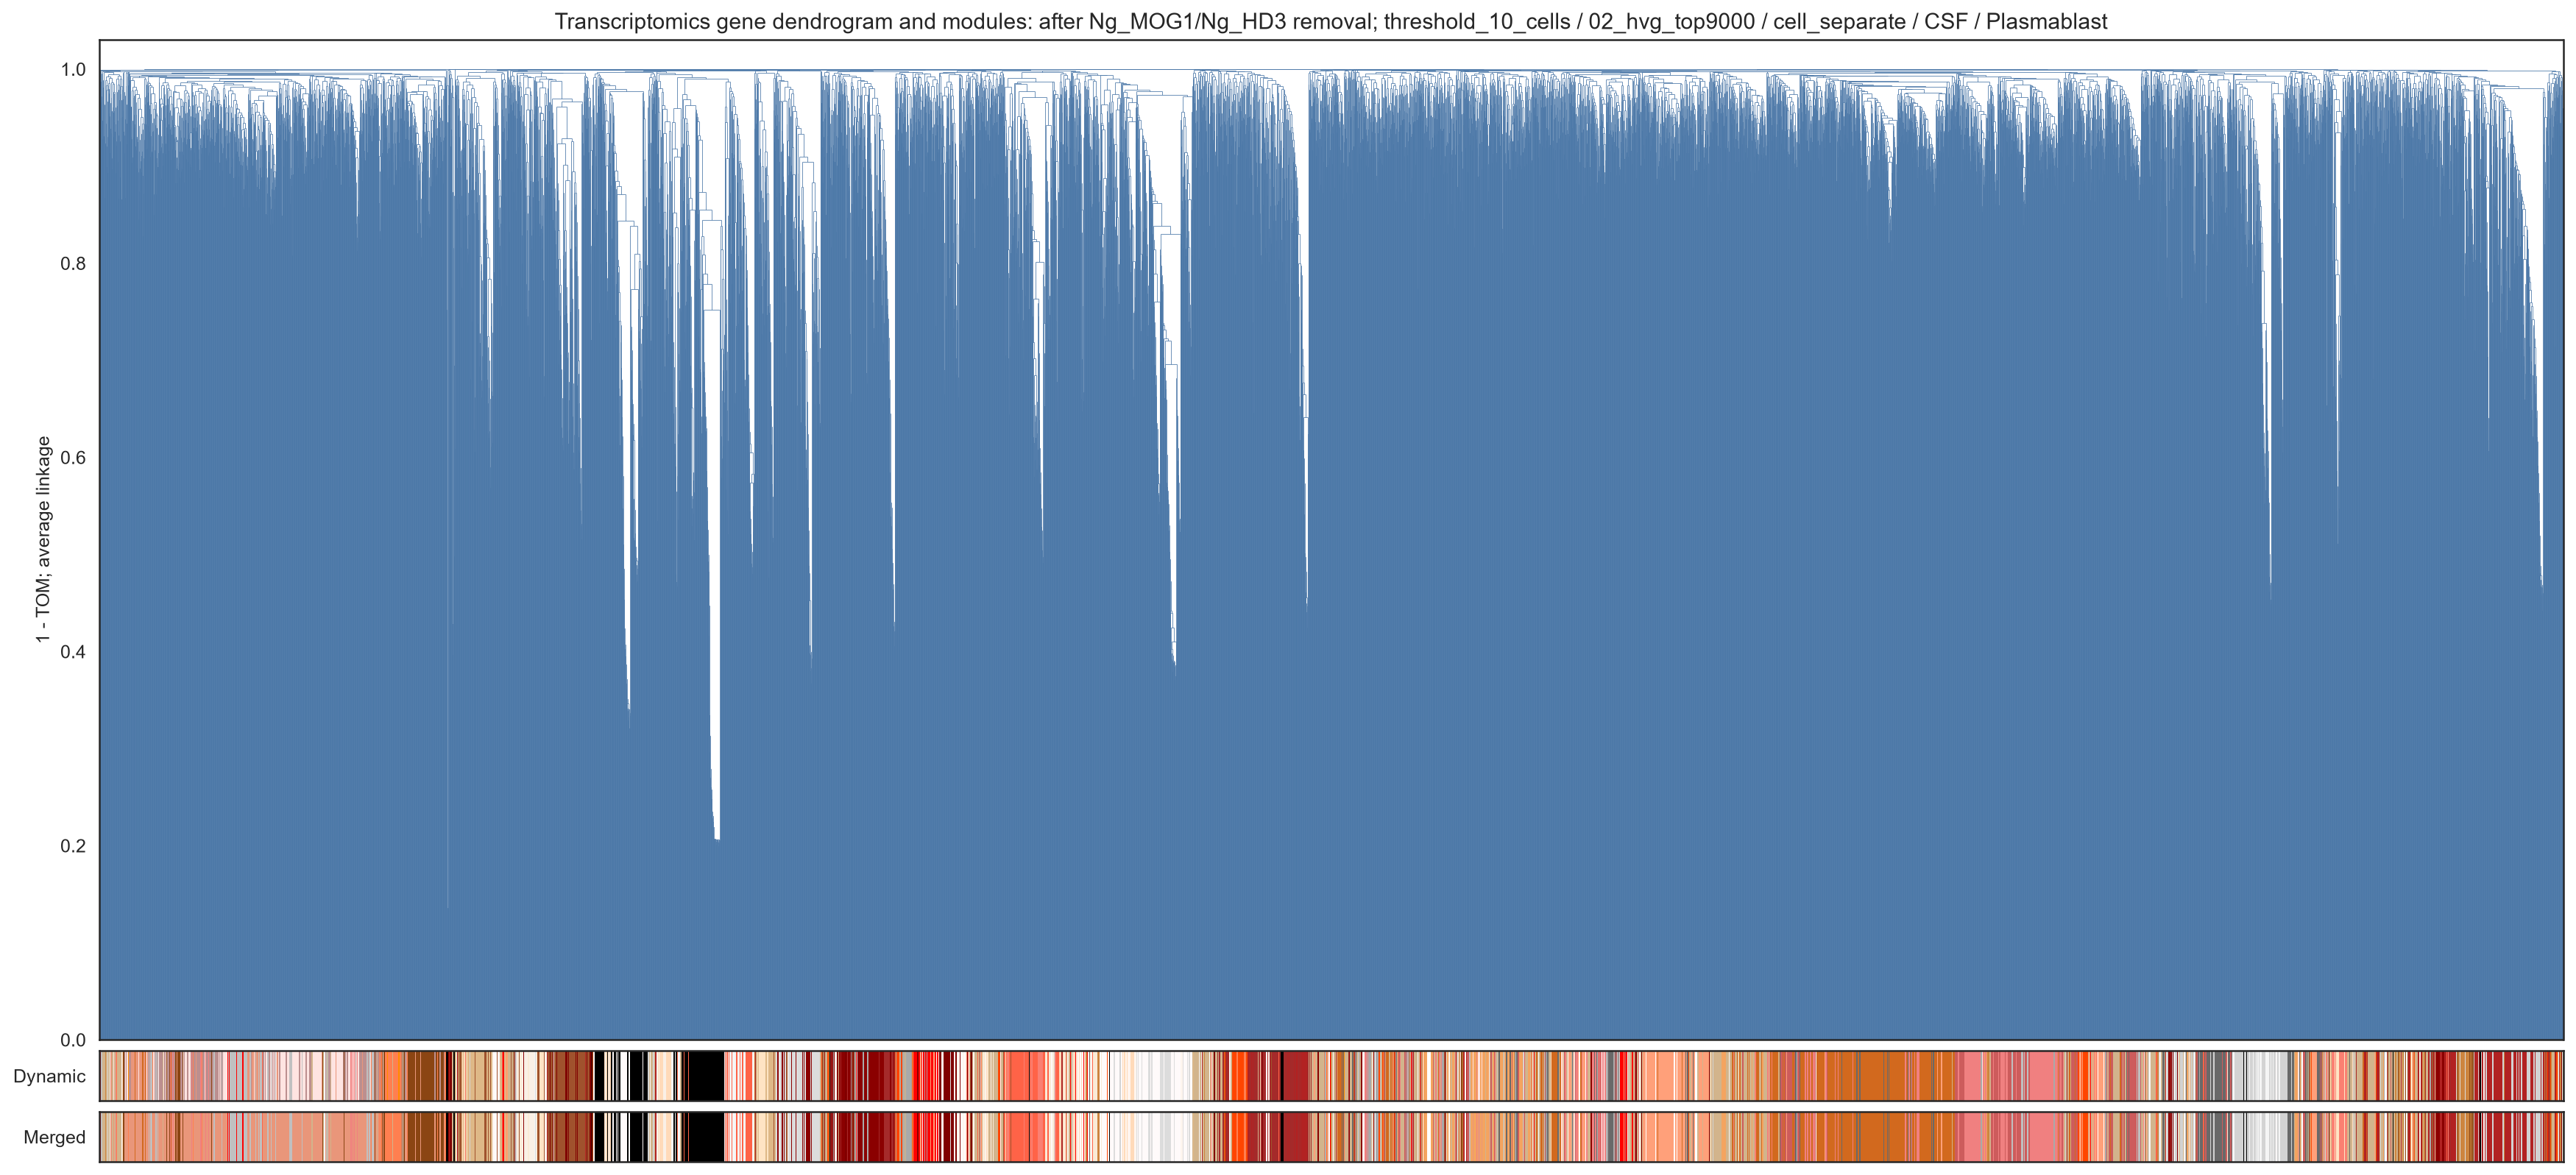 Transcriptomics gene dendrogram and modules: after Ng_MOG1/Ng_HD3 removal; threshold_10_cells / 02_hvg_top9000 / cell_separate / CSF / Plasmablast
1.0
0.8
0.6
0.4
0.2
0.0
1 - TOM; average linkage
Dynamic
Merged